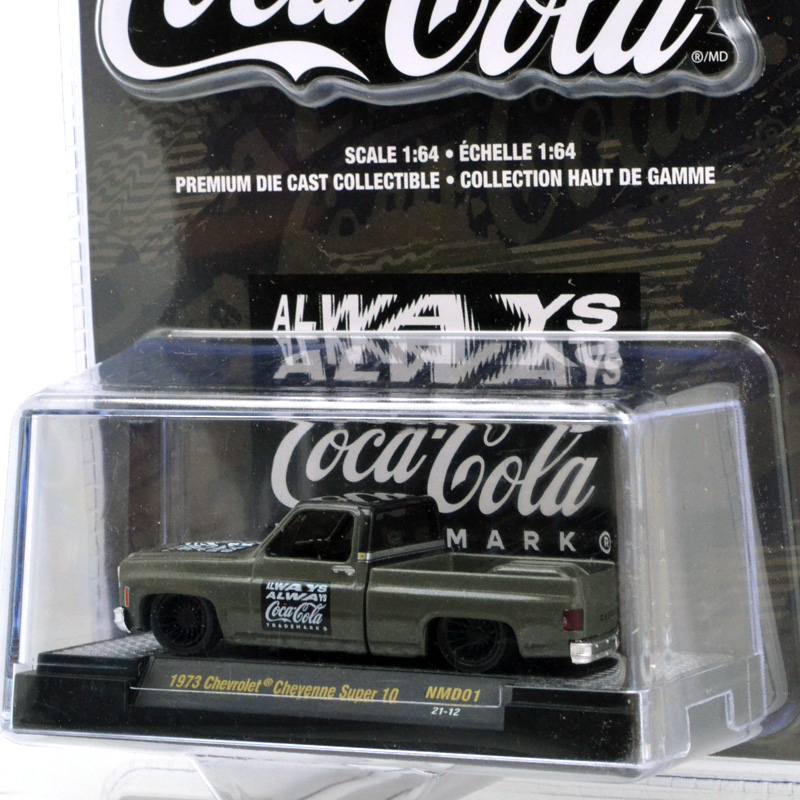 Coca-Cola
®/MD
SCALE 1:64 • ÉCHELLE 1:64
PREMIUM DIE CAST COLLECTIBLE • COLLECTION HAUT DE GAMME
ALWAYS
ALWAYS
Coca-Cola
MARK ®
ALWAYS
ALWAYS
Coca-Cola
TRADEMARK ®
1973 Chevrolet® Cheyenne Super 10 NMD01
21-12